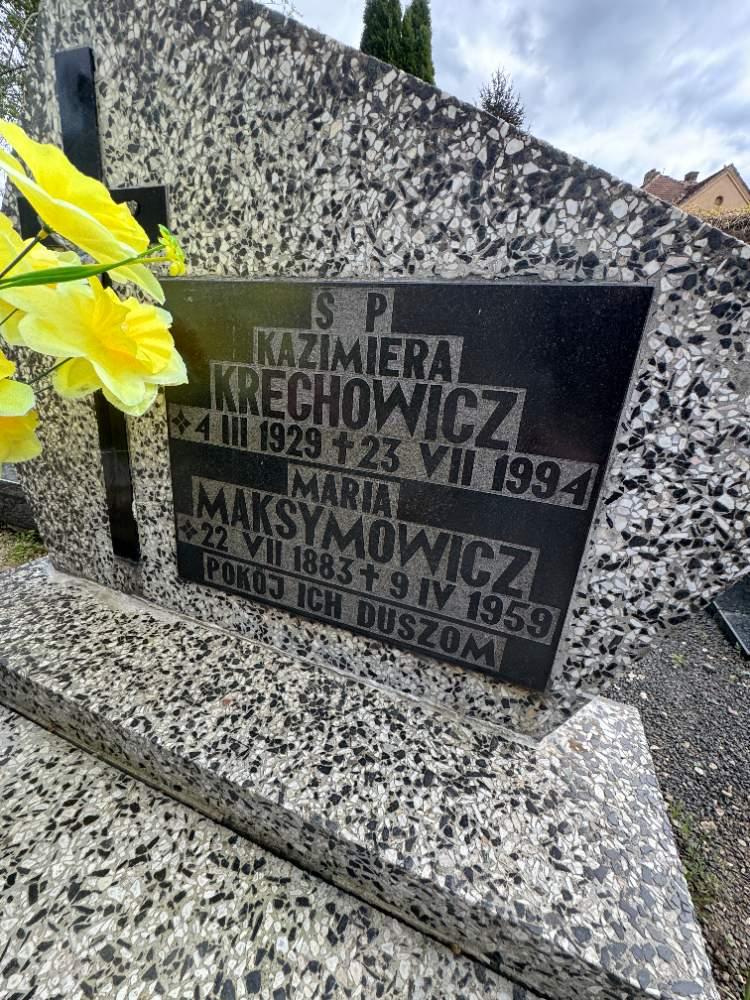 S P
KAZIMIERA
KRECHOWICZ
4 III 1929 ✝ 23 VII 1994
MARIA
MAKSYMOWICZ
22 VII 1883 ✝ 9 IV 1959
POKÓJ ICH DUSZOM